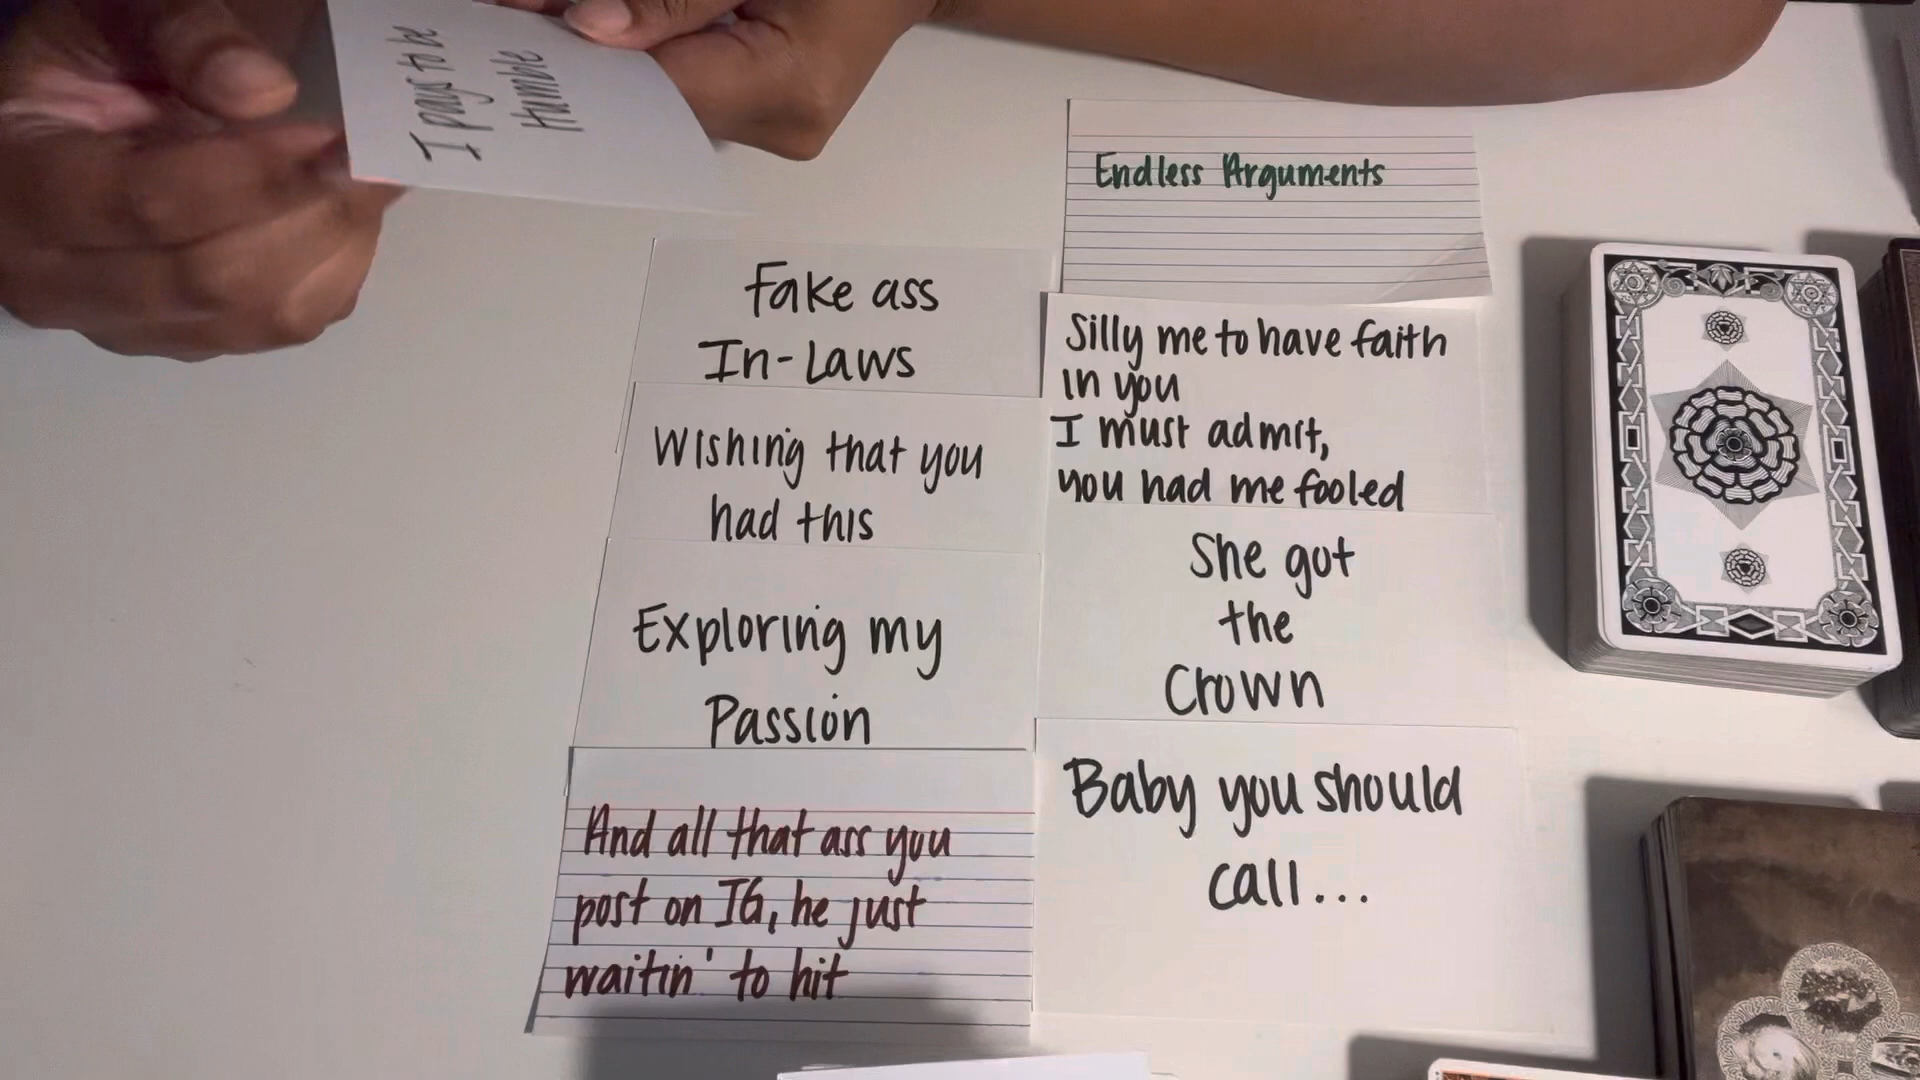 I pays to be
Humble
Endless Arguments
Fake ass
In-Laws
Wishing that you
had this
Exploring my
Passion
And all that ass you
post on IG, he just
waitin' to hit
Silly me to have faith
in you
I must admit,
you had me fooled
She got
the
Crown
Baby you should
call...